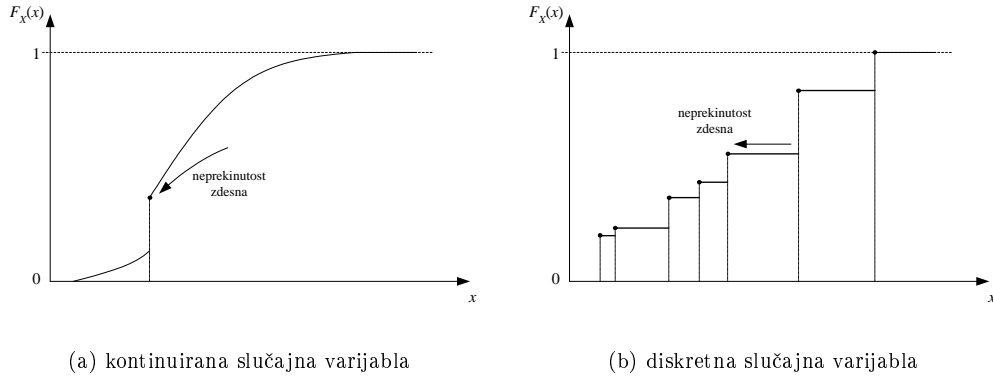 F_X(x)
1
neprekinutost
zdesna
0
x
(a) kontinuirana slučajna varijabla
F_X(x)
1
neprekinutost
zdesna
0
x
(b) diskretna slučajna varijabla